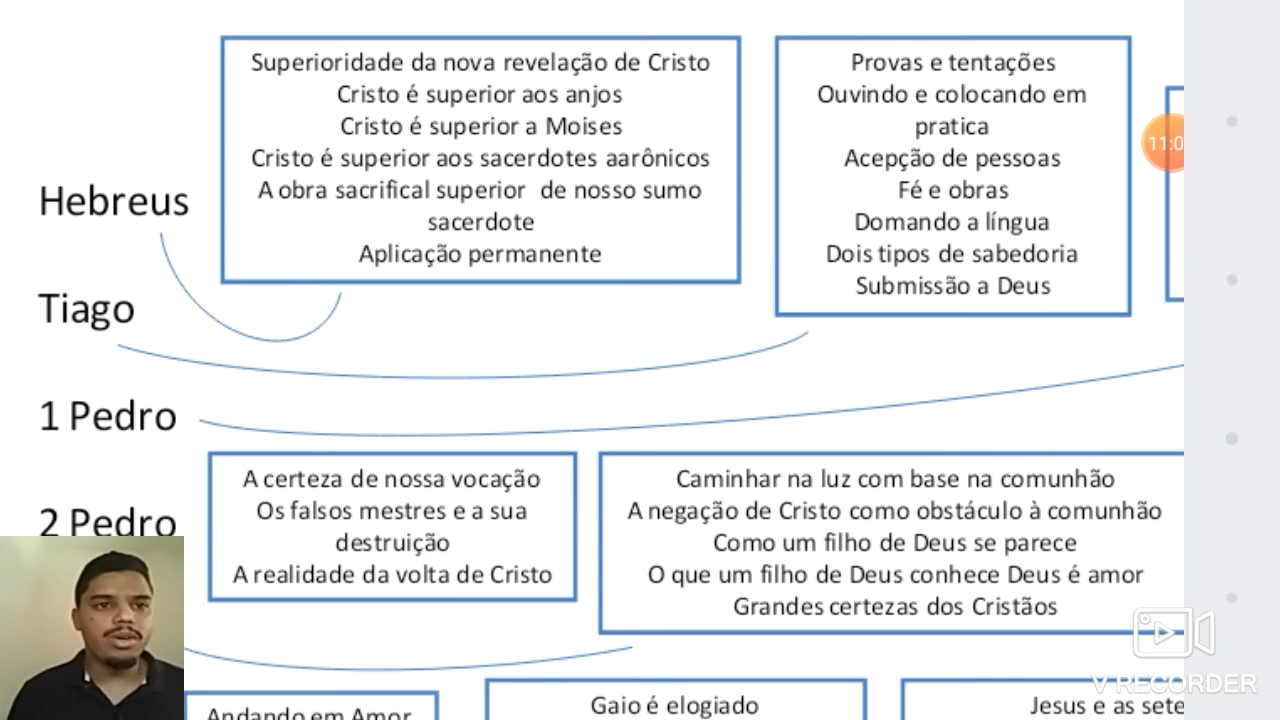 Superioridade da nova revelação de Cristo
Cristo é superior aos anjos
Cristo é superior a Moises
Cristo é superior aos sacerdotes aarônicos
A obra sacrifical superior de nosso sumo
sacerdote
Aplicação permanente
Provas e tentações
Ouvindo e colocando em
pratica
Acepção de pessoas
Fé e obras
Domando a língua
Dois tipos de sabedoria
Submissão a Deus
11:0
Hebreus
Tiago
1 Pedro
2 Pedro
A certeza de nossa vocação
Os falsos mestres e a sua
destruição
A realidade da volta de Cristo
Caminhar na luz com base na comunhão
A negação de Cristo como obstáculo à comunhão
Como um filho de Deus se parece
O que um filho de Deus conhece Deus é amor
Grandes certezas dos Cristãos
Andando em Amor
Gaio é elogiado
Jesus e as sete
V RECORDER